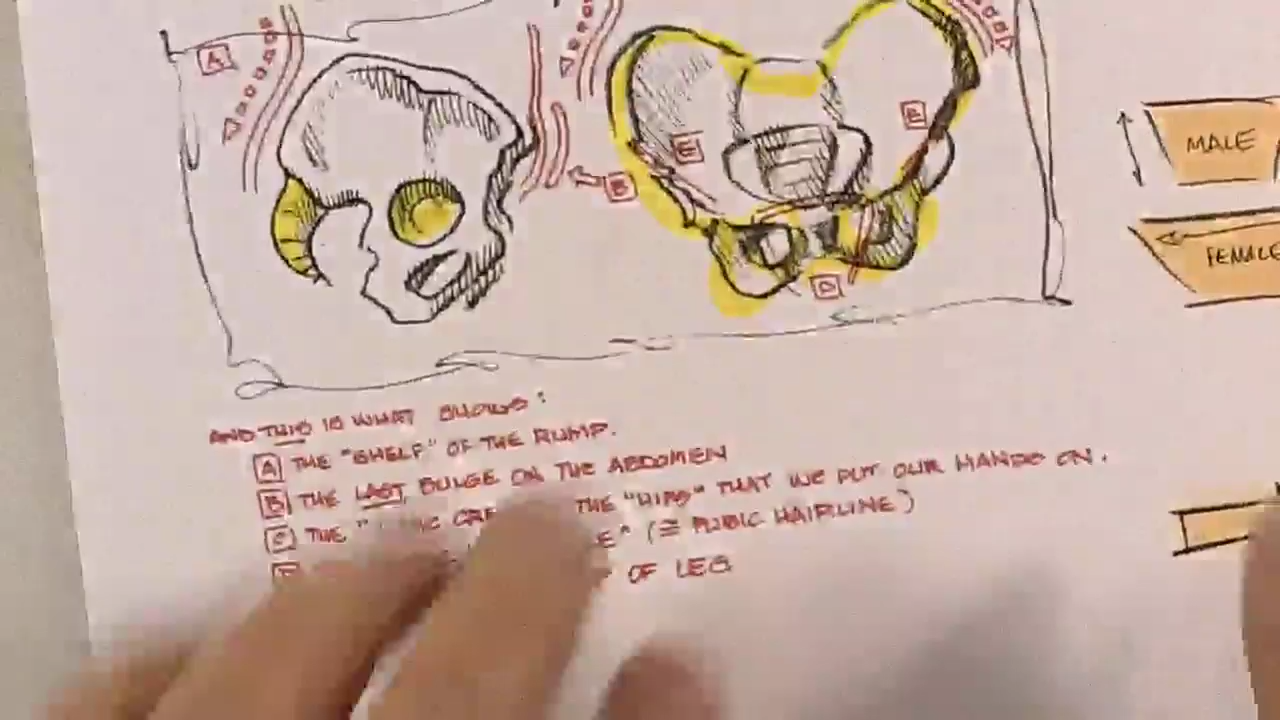 A
B
E
E
D
MALE
FEMALE
AND THIS IS WHAT SHOWS:
A THE "SHELF" OF THE RUMP.
B THE LAST BULGE ON THE ABDOMEN
C THE THE "HIPS" THAT WE PUT OUR HANDS ON.
(≅ PUBIC HAIRLINE)
OF LEG